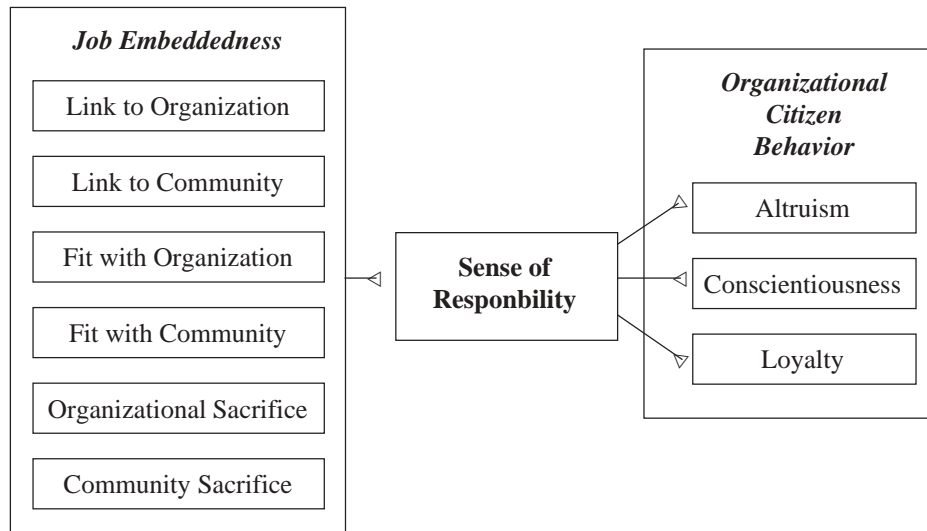 Job Embeddedness
Link to Organization
Link to Community
Fit with Organization
Fit with Community
Organizational Sacrifice
Community Sacrifice
Sense of
Responbility
Organizational
Citizen
Behavior
Altruism
Conscientiousness
Loyalty